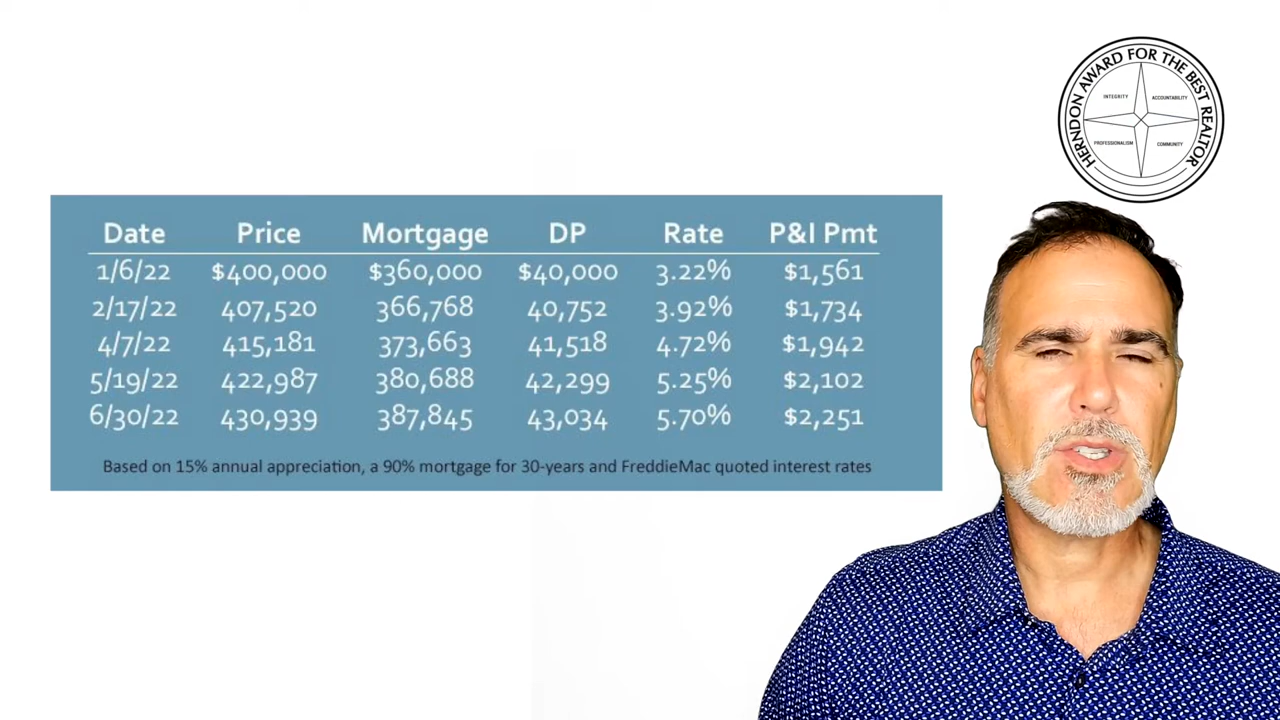 HERNDON AWARD FOR THE BEST REALTOR
INTEGRITY
ACCOUNTABILITY
PROFESSIONALISM
COMMUNITY
Date Price Mortgage DP Rate P&I Pmt
1/6/22 $400,000 $360,000 $40,000 3.22% $1,561
2/17/22 407,520 366,768 40,752 3.92% $1,734
4/7/22 415,181 373,663 41,518 4.72% $1,942
5/19/22 422,987 380,688 42,299 5.25% $2,102
6/30/22 430,939 387,845 43,034 5.70% $2,251
Based on 15% annual appreciation, a 90% mortgage for 30-years and FreddieMac quoted interest rates